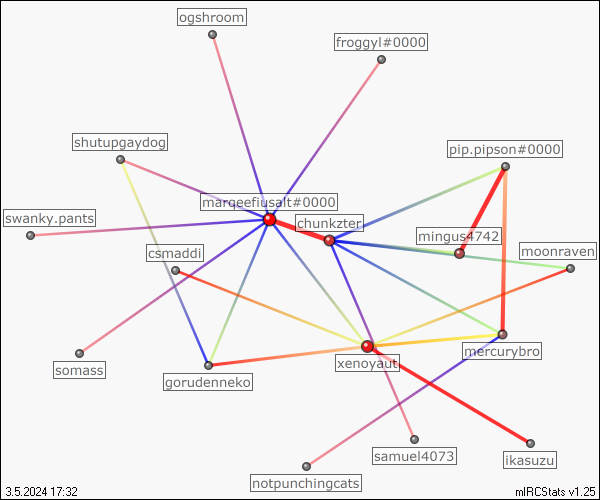 ogshroom
froggyl#0000
shutupgaydog
pip.pipson#0000
marqeefiusalt#0000
swanky.pants
chunkzter
mingus4742
csmaddi
moonraven
mercurybro
xenoyaut
somass
gorudenneko
samuel4073
ikasuzu
notpunchingcats
3.5.2024 17:32
mIRCStats v1.25